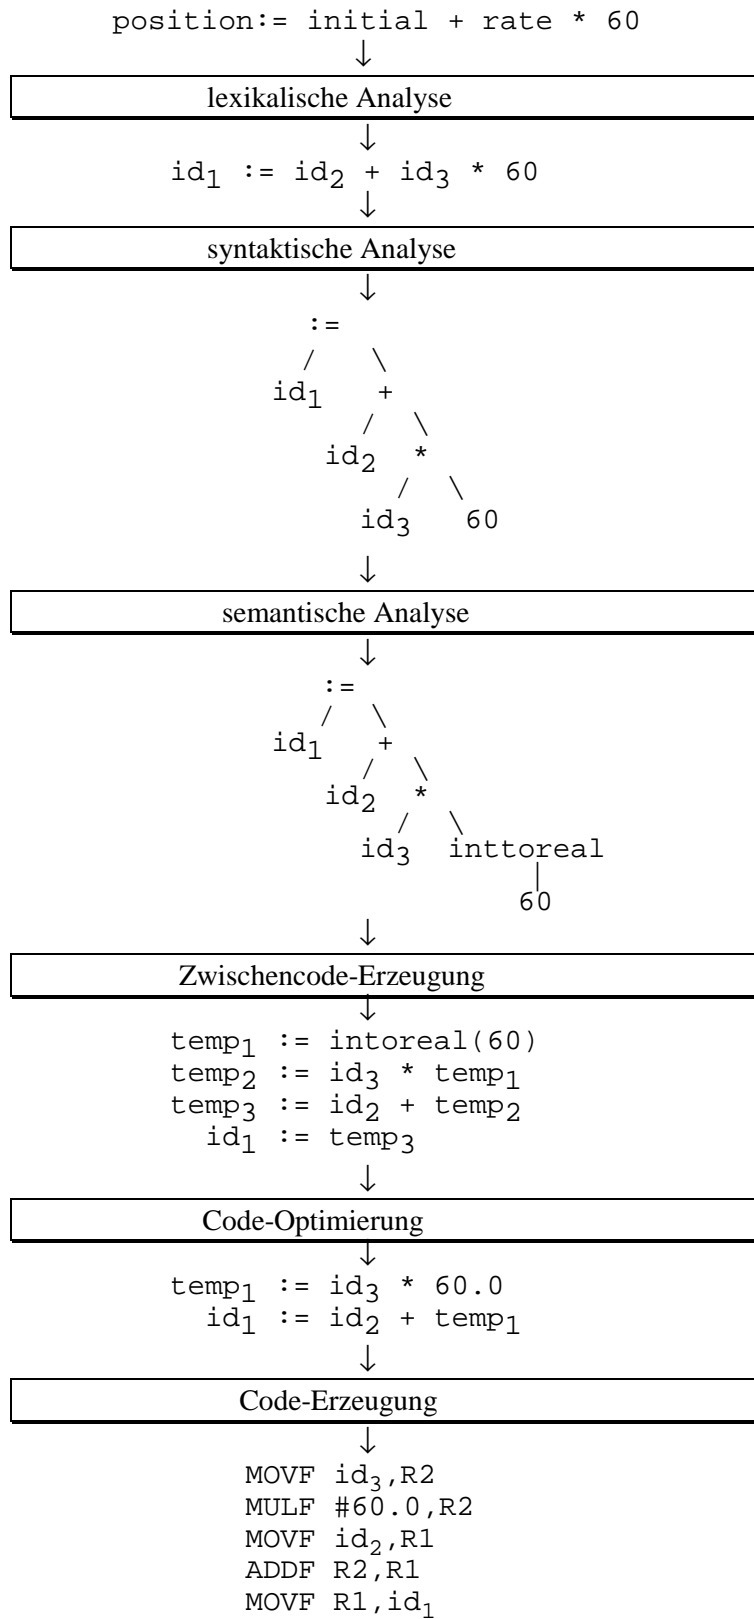 position:= initial + rate * 60
↓
lexikalische Analyse
↓
id₁ := id₂ + id₃ * 60
↓
syntaktische Analyse
↓
:=
/ \
id₁ +
/ \
id₂ *
/ \
id₃ 60
↓
semantische Analyse
↓
:=
/ \
id₁ +
/ \
id₂ *
/ \
id₃ inttoreal
|
60
↓
Zwischencode-Erzeugung
↓
temp₁ := intoreal(60)
temp₂ := id₃ * temp₁
temp₃ := id₂ + temp₂
id₁ := temp₃
↓
Code-Optimierung
↓
temp₁ := id₃ * 60.0
id₁ := id₂ + temp₁
↓
Code-Erzeugung
↓
MOVF id₃,R2
MULF #60.0,R2
MOVF id₂,R1
ADDF R2,R1
MOVF R1,id₁